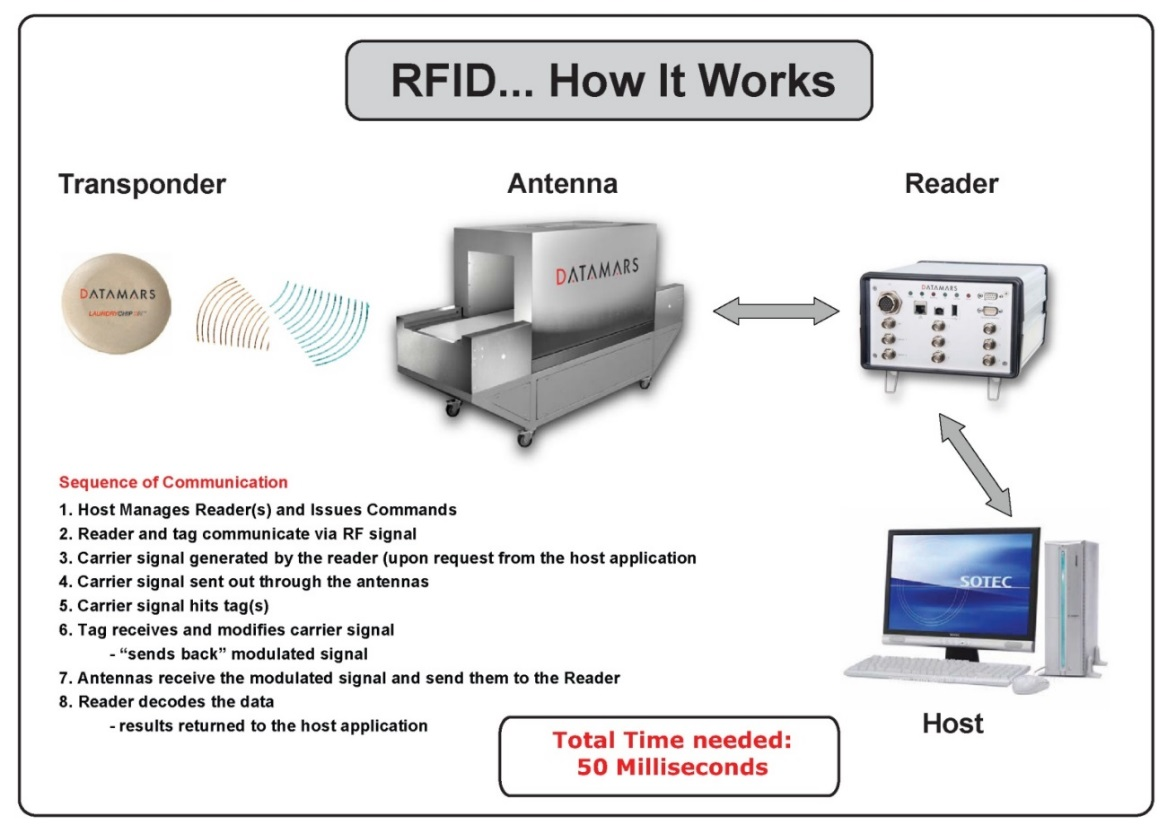 RFID... How It Works
Transponder
Antenna
Reader
DATAMARS
LAUNDRYCHIP
DATAMARS
DATAMARS
Sequence of Communication
1. Host Manages Reader(s) and Issues Commands
2. Reader and tag communicate via RF signal
3. Carrier signal generated by the reader (upon request from the host application
4. Carrier signal sent out through the antennas
5. Carrier signal hits tag(s)
6. Tag receives and modifies carrier signal
- “sends back” modulated signal
7. Antennas receive the modulated signal and send them to the Reader
8. Reader decodes the data
- results returned to the host application
SOTEC
Host
Total Time needed:
50 Milliseconds